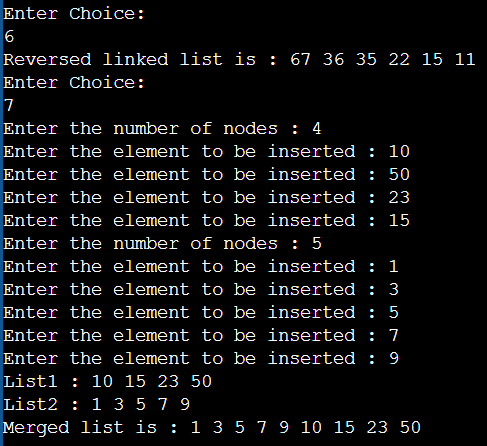 Enter Choice:
6
Reversed linked list is : 67 36 35 22 15 11
Enter Choice:
7
Enter the number of nodes : 4
Enter the element to be inserted : 10
Enter the element to be inserted : 50
Enter the element to be inserted : 23
Enter the element to be inserted : 15
Enter the number of nodes : 5
Enter the element to be inserted : 1
Enter the element to be inserted : 3
Enter the element to be inserted : 5
Enter the element to be inserted : 7
Enter the element to be inserted : 9
List1 : 10 15 23 50
List2 : 1 3 5 7 9
Merged list is : 1 3 5 7 9 10 15 23 50